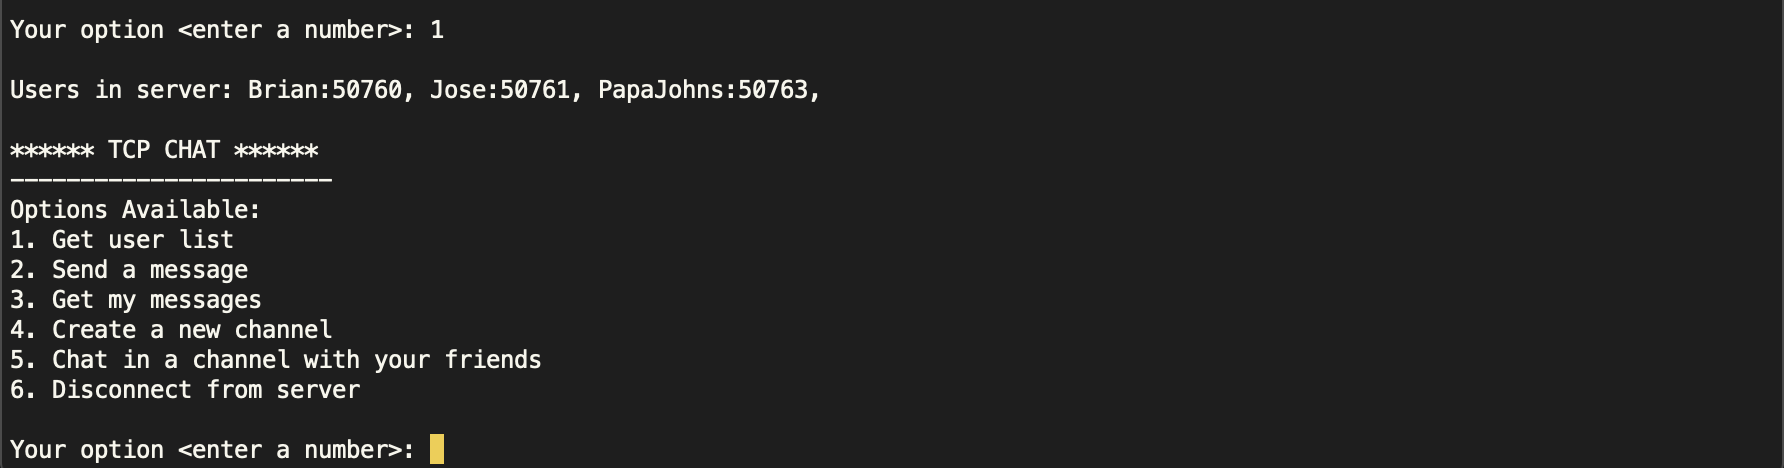 Your option <enter a number>: 1
Users in server: Brian:50760, Jose:50761, PapaJohns:50763,
****** TCP CHAT ******
-----------------------
Options Available:
1. Get user list
2. Send a message
3. Get my messages
4. Create a new channel
5. Chat in a channel with your friends
6. Disconnect from server
Your option <enter a number>: